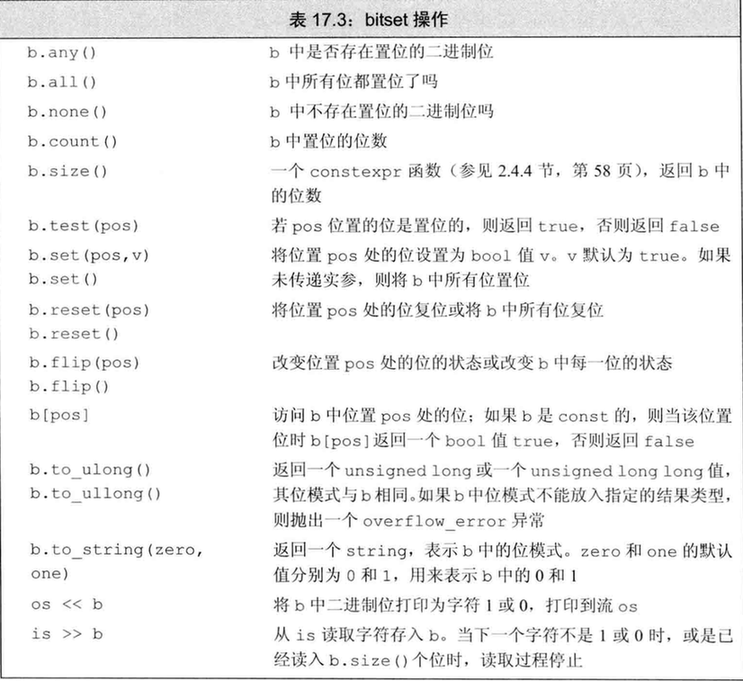 表 17.3：bitset 操作
b.any() b 中是否存在置位的二进制位
b.all() b 中所有位都置位了吗
b.none() b 中不存在置位的二进制位吗
b.count() b 中置位的位数
b.size() 一个 constexpr 函数（参见 2.4.4 节，第 58 页），返回 b 中
的位数
b.test(pos) 若 pos 位置的位是置位的，则返回 true，否则返回 false
b.set(pos,v) 将位置 pos 处的位设置为 bool 值 v。v 默认为 true。如果
b.set() 未传递实参，则将 b 中所有位置位
b.reset(pos) 将位置 pos 处的位复位或将 b 中所有位复位
b.reset()
b.flip(pos) 改变位置 pos 处的位的状态或改变 b 中每一位的状态
b.flip()
b[pos] 访问 b 中位置 pos 处的位；如果 b 是 const 的，则当该位置
位时 b[pos]返回一个 bool 值 true，否则返回 false
b.to_ulong() 返回一个 unsigned long 或一个 unsigned long long 值，
b.to_ullong() 其位模式与 b 相同。如果 b 中位模式不能放入指定的结果类型，
则抛出一个 overflow_error 异常
b.to_string(zero, 返回一个 string，表示 b 中的位模式。zero 和 one 的默认
one) 值分别为 0 和 1，用来表示 b 中的 0 和 1
os << b 将 b 中二进制位打印为字符 1 或 0，打印到流 os
is >> b 从 is 读取字符存入 b。当下一个字符不是 1 或 0 时，或是已
经读入 b.size()个位时，读取过程停止